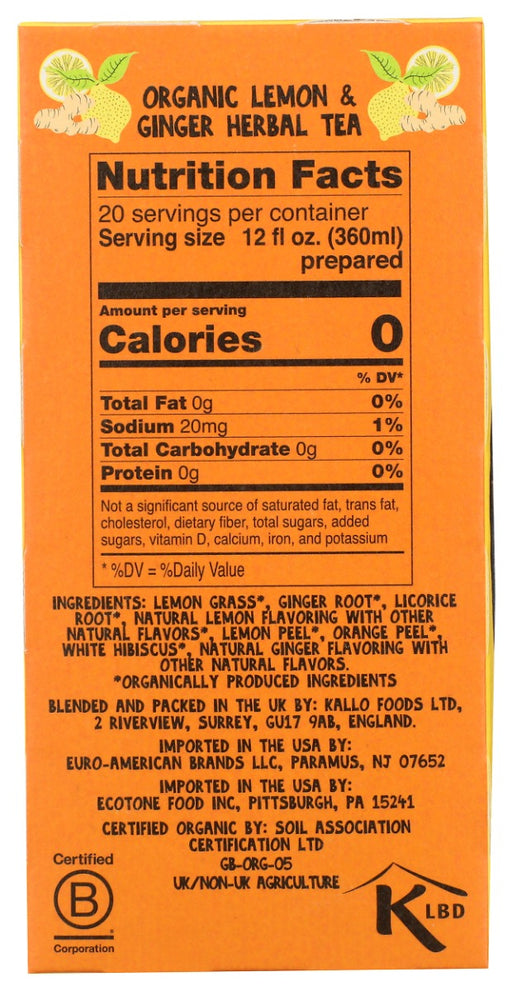 ORGANIC LEMON &
GINGER HERBAL TEA
Nutrition Facts
20 servings per container
Serving size 12 fl oz. (360ml)
prepared
Amount per serving
Calories 0
% DV*
Total Fat 0g 0%
Sodium 20mg 1%
Total Carbohydrate 0g 0%
Protein 0g 0%
Not a significant source of saturated fat, trans fat,
cholesterol, dietary fiber, total sugars, added
sugars, vitamin D, calcium, iron, and potassium
* %DV = %Daily Value
INGREDIENTS: LEMON GRASS*, GINGER ROOT*, LICORICE
ROOT*, NATURAL LEMON FLAVORING WITH OTHER
NATURAL FLAVORS*, LEMON PEEL*, ORANGE PEEL*,
WHITE HIBISCUS*, NATURAL GINGER FLAVORING WITH
OTHER NATURAL FLAVORS.
*ORGANICALLY PRODUCED INGREDIENTS
BLENDED AND PACKED IN THE UK BY: KALLO FOODS LTD,
2 RIVERVIEW, SURREY, GU17 9AB, ENGLAND.
IMPORTED IN THE USA BY:
EURO-AMERICAN BRANDS LLC, PARAMUS, NJ 07652
IMPORTED IN THE USA BY:
ECOTONE FOOD INC, PITTSBURGH, PA 15241
CERTIFIED ORGANIC BY: SOIL ASSOCIATION
CERTIFICATION LTD
GB-ORG-05
UK/NON-UK AGRICULTURE
Certified
B
Corporation
K LBD